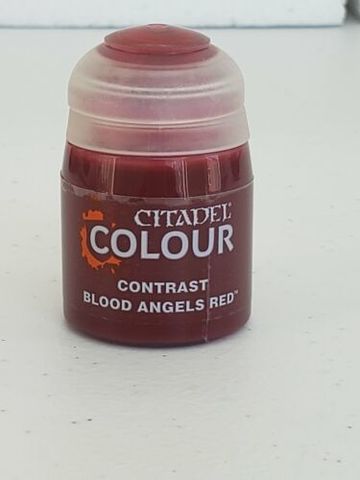 CITADEL
COLOUR
CONTRAST
BLOOD ANGELS RED™